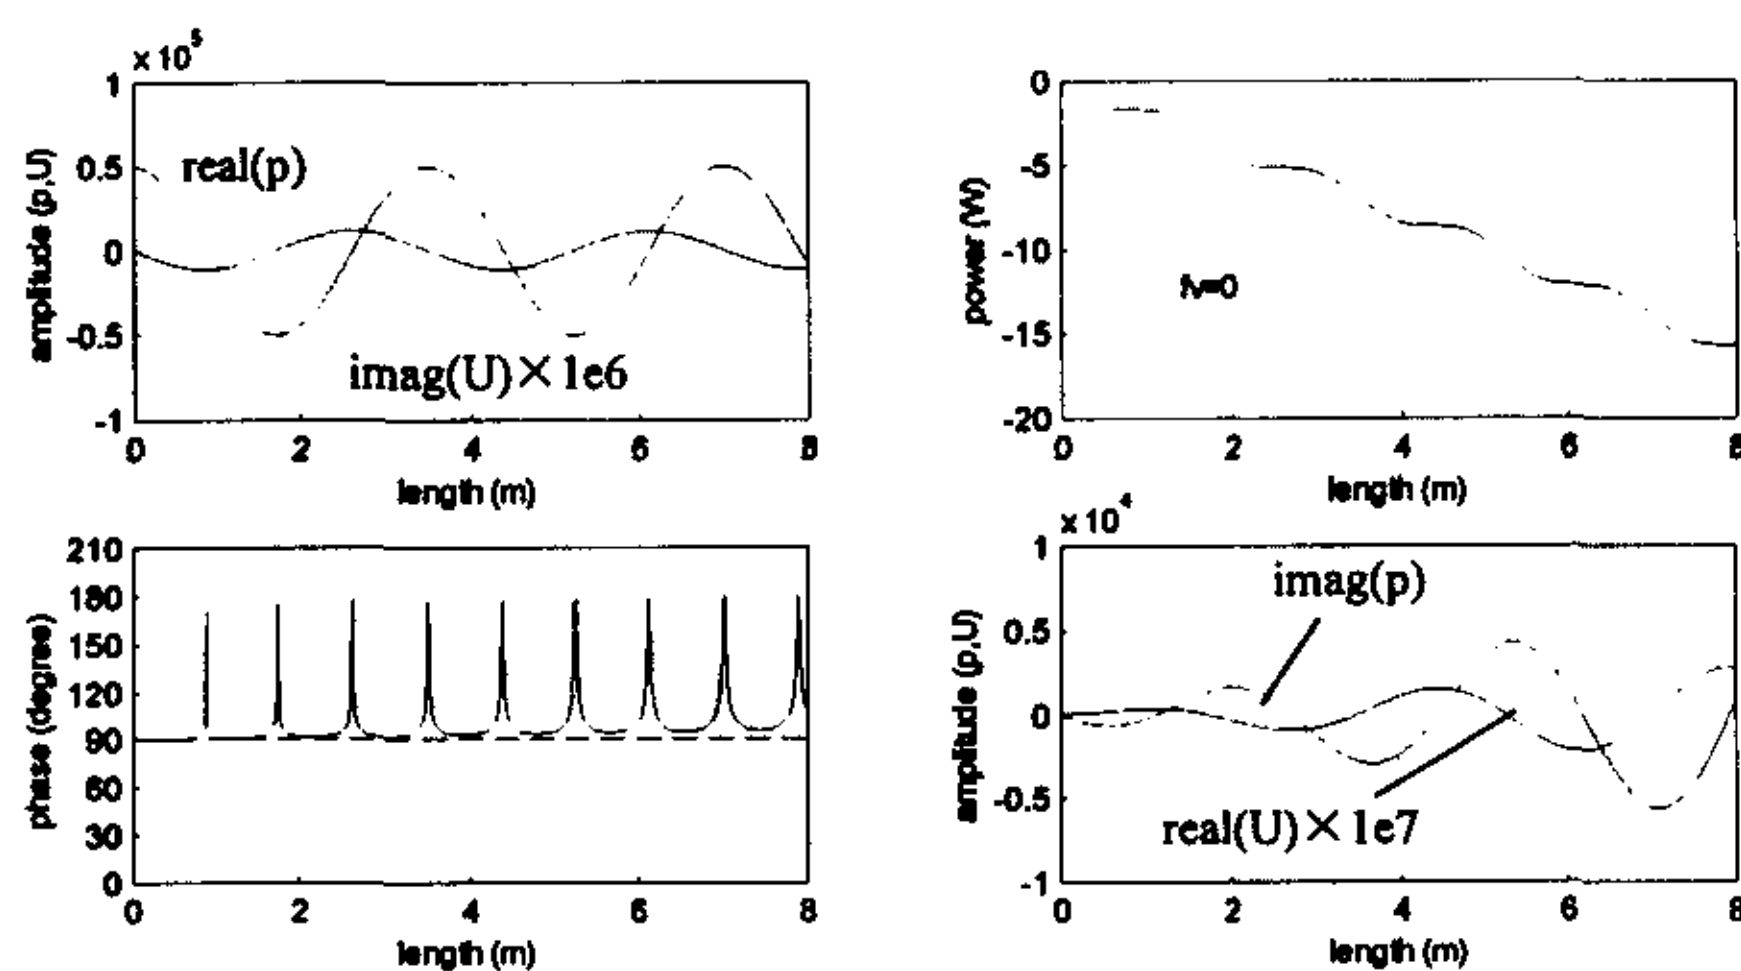 × 10^5
1
0.5
0
-0.5
-1
amplitude (p,U)
real(p)
imag(U)×1e6
0 2 4 6 8
length (m)
0
-5
-10
-15
-20
power (W)
fv=0
0 2 4 6 8
length (m)
210
180
150
120
90
60
30
0
phase (degree)
0 2 4 6 8
length (m)
× 10^4
1
0.5
0
-0.5
-1
amplitude (p,U)
imag(p)
real(U)×1e7
0 2 4 6 8
length (m)